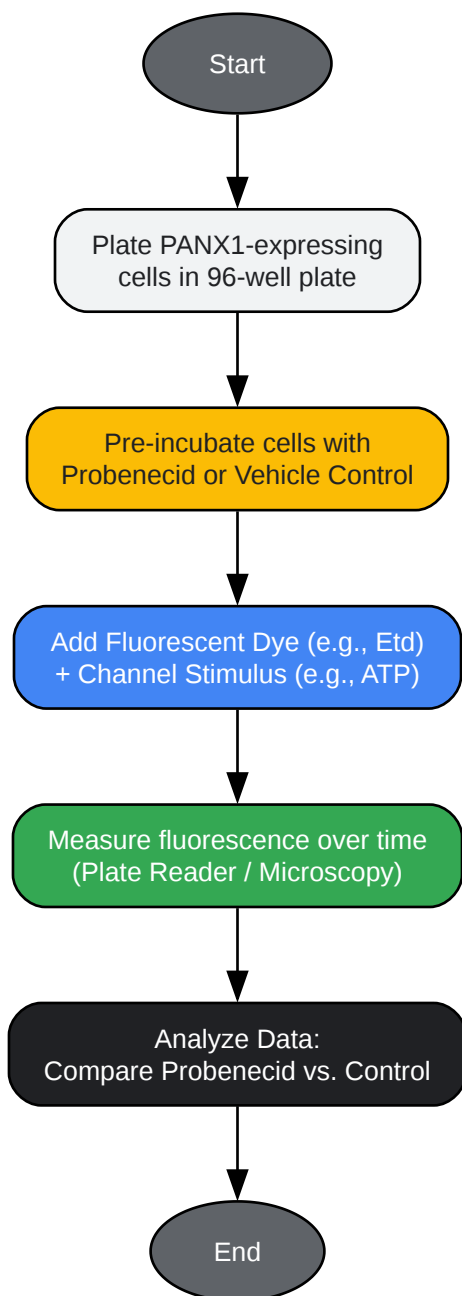 Start
Plate PANX1-expressing
cells in 96-well plate
Pre-incubate cells with
Probenecid or Vehicle Control
Add Fluorescent Dye (e.g., Etd)
+ Channel Stimulus (e.g., ATP)
Measure fluorescence over time
(Plate Reader / Microscopy)
Analyze Data:
Compare Probenecid vs. Control
End